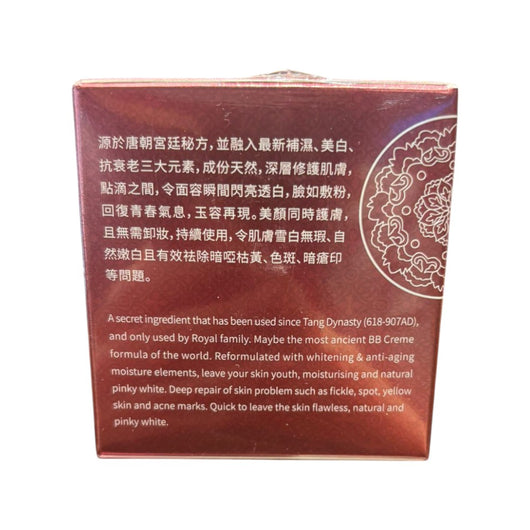 源於唐朝宮廷秘方，並融入最新補濕、美白、
抗衰老三大元素，成份天然，深層修護肌膚，
點滴之間，令面容瞬間閃亮透白，臉如敷粉，
回復青春氣息，玉容再現。美顏同時護膚，
且無需卸妝，持續使用，令肌膚雪白無瑕、自
然嫩白且有效祛除暗啞枯黃、色斑、暗瘡印
等問題。
A secret ingredient that has been used since Tang Dynasty (618-907AD),
and only used by Royal family. Maybe the most ancient BB Creme
formula of the world. Reformulated with whitening & anti-aging
moisture elements, leave your skin youth, moisturising and natural
pinky white. Deep repair of skin problem such as fickle, spot, yellow
skin and acne marks. Quick to leave the skin flawless, natural and
pinky white.